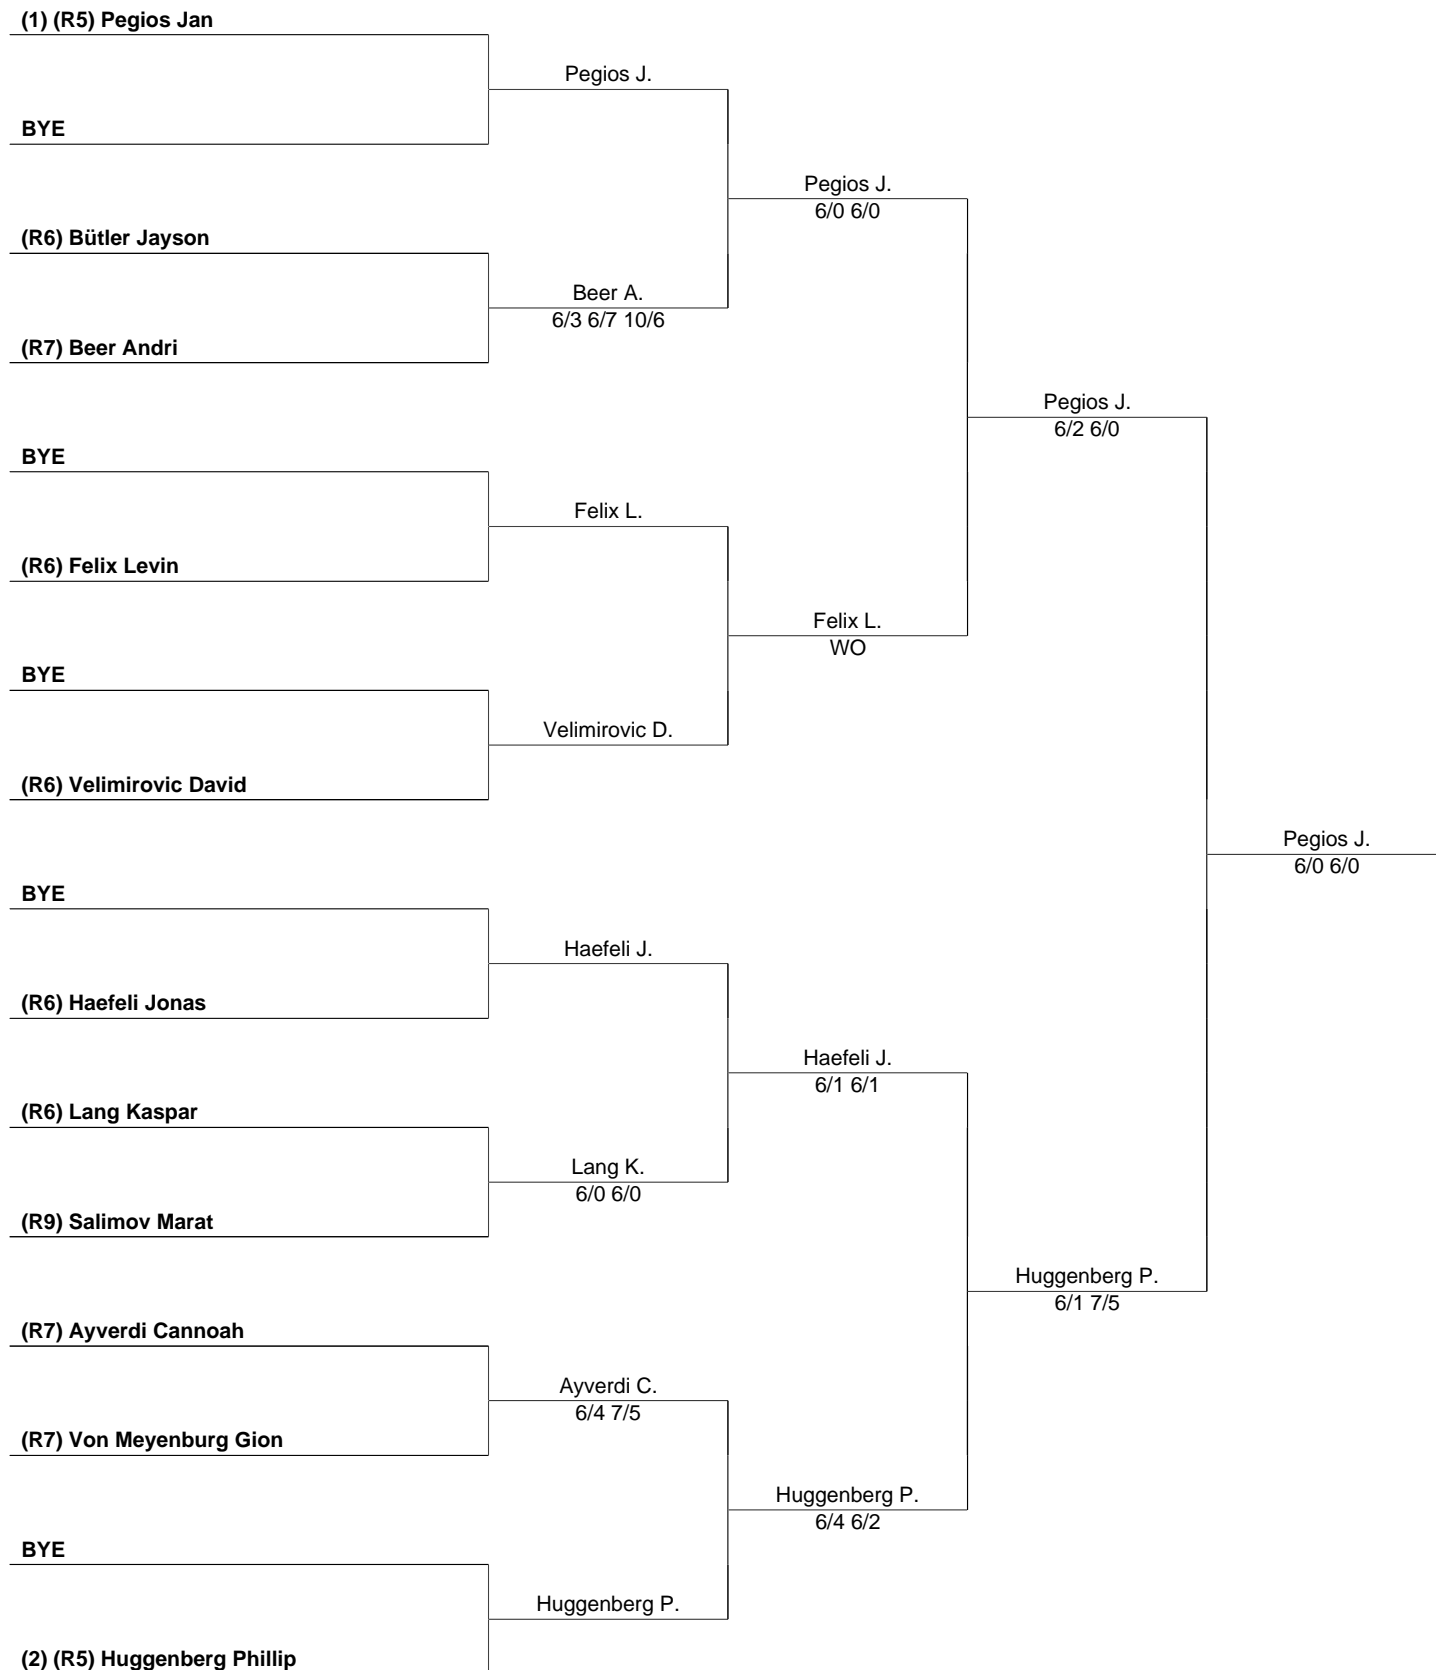 (1) (R5) Pegios Jan
Pegios J.
BYE
Pegios J.
6/0 6/0
(R6) Bütler Jayson
Beer A.
6/3 6/7 10/6
(R7) Beer Andri
Pegios J.
6/2 6/0
BYE
Felix L.
(R6) Felix Levin
Felix L.
WO
BYE
Velimirovic D.
(R6) Velimirovic David
Pegios J.
6/0 6/0
BYE
Haefeli J.
(R6) Haefeli Jonas
Haefeli J.
6/1 6/1
(R6) Lang Kaspar
Lang K.
6/0 6/0
(R9) Salimov Marat
Huggenberg P.
6/1 7/5
(R7) Ayverdi Cannoah
Ayverdi C.
6/4 7/5
(R7) Von Meyenburg Gion
Huggenberg P.
6/4 6/2
BYE
Huggenberg P.
(2) (R5) Huggenberg Phillip